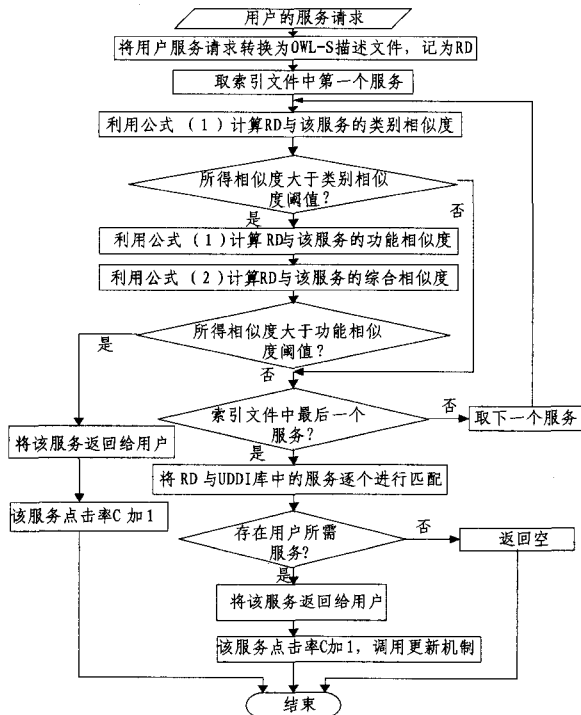 用户的服务请求
将用户服务请求转换为OWL-S描述文件，记为RD
取索引文件中第一个服务
利用公式（1）计算RD与该服务的类别相似度
所得相似度大于类别相似
度阈值？
是
否
利用公式（1）计算RD与该服务的功能相似度
利用公式（2）计算RD与该服务的综合相似度
所得相似度大于功能相似
度阈值？
是
否
索引文件中最后一个
服务？
否
取下一个服务
是
将该服务返回给用户
将RD与UDDI库中的服务逐个进行匹配
该服务点击率C加1
存在用户所需
服务？
否
返回空
是
将该服务返回给用户
该服务点击率C加1，调用更新机制
结束